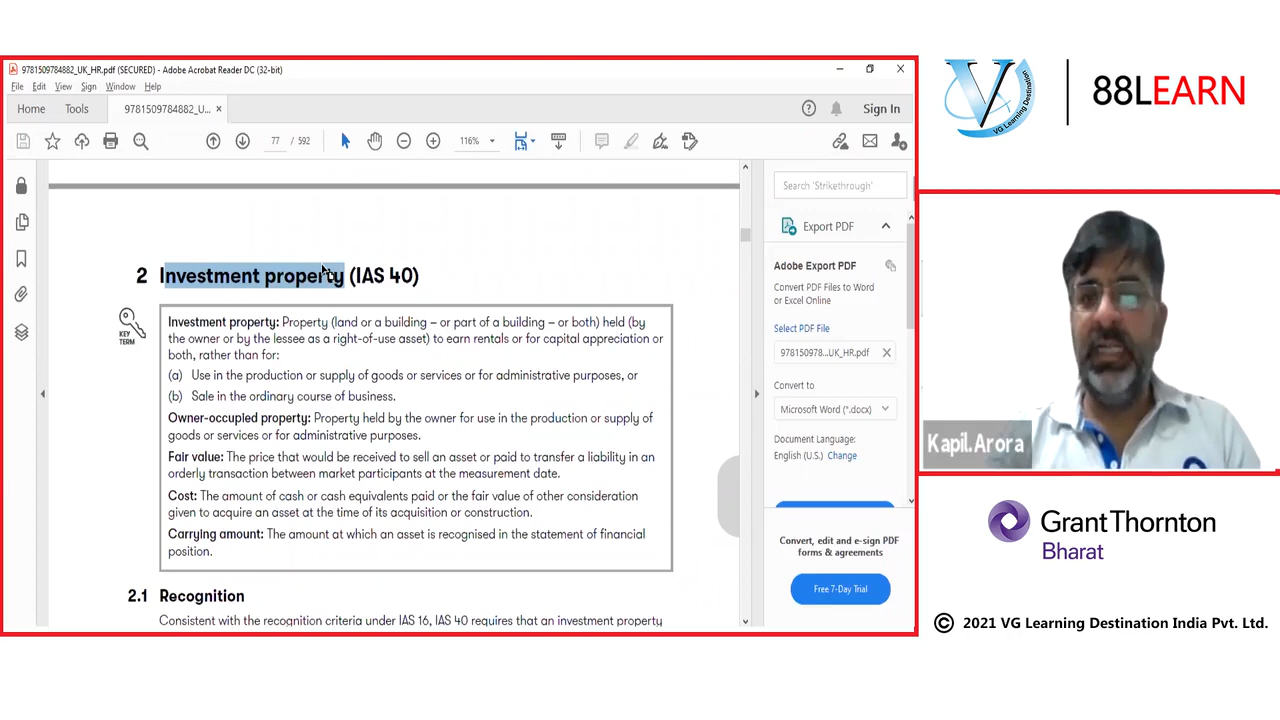 9781509784882_UK_HR.pdf (SECURED) - Adobe Acrobat Reader DC (32-bit)
File Edit View Sign Window Help
Home Tools 9781509784882_U... ×
Sign In
77 / 592
116%
2 Investment property (IAS 40)
KEY
TERM
Investment property: Property (land or a building – or part of a building – or both) held (by
the owner or by the lessee as a right-of-use asset) to earn rentals or for capital appreciation or
both, rather than for:
(a) Use in the production or supply of goods or services or for administrative purposes, or
(b) Sale in the ordinary course of business.
Owner-occupied property: Property held by the owner for use in the production or supply of
goods or services or for administrative purposes.
Fair value: The price that would be received to sell an asset or paid to transfer a liability in an
orderly transaction between market participants at the measurement date.
Cost: The amount of cash or cash equivalents paid or the fair value of other consideration
given to acquire an asset at the time of its acquisition or construction.
Carrying amount: The amount at which an asset is recognised in the statement of financial
position.
2.1 Recognition
Consistent with the recognition criteria under IAS 16, IAS 40 requires that an investment property
Search 'Strikethrough'
Export PDF
Adobe Export PDF
Convert PDF Files to Word
or Excel Online
Select PDF File
978150978...UK_HR.pdf
Convert to
Microsoft Word (*.docx)
Document Language:
English (U.S.) Change
Convert, edit and e-sign PDF
forms & agreements
Free 7-Day Trial
V
VG Learning Destination
88LEARN
Kapil.Arora
GrantThornton
Bharat
© 2021 VG Learning Destination India Pvt. Ltd.